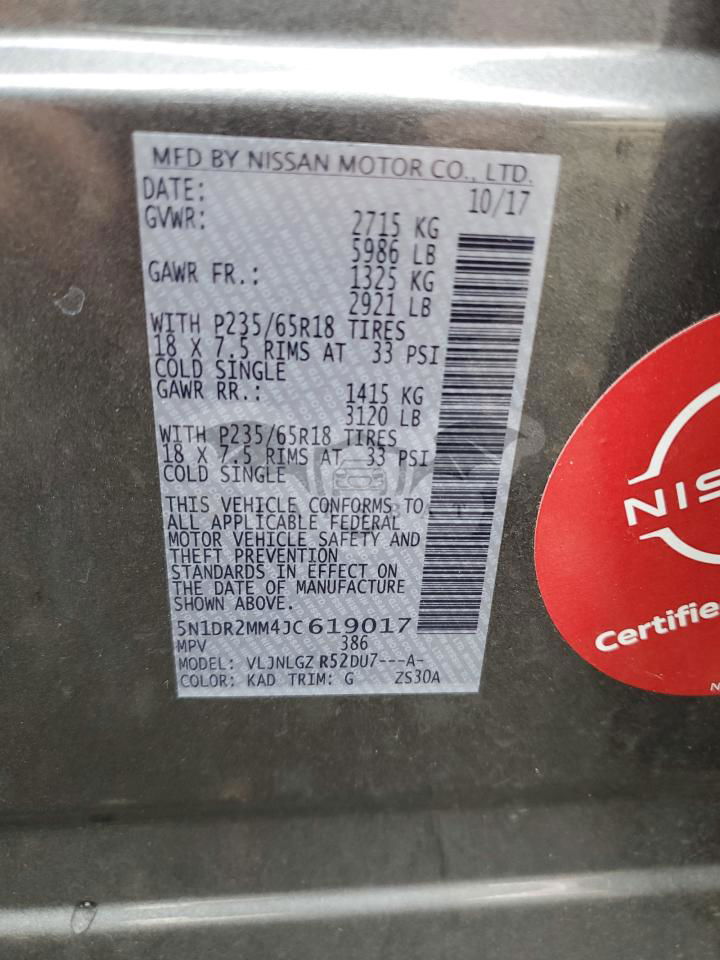 MFD BY NISSAN MOTOR CO., LTD.
DATE: 10/17
GVWR: 2715 KG
5986 LB
GAWR FR.: 1325 KG
2921 LB
WITH P235/65R18 TIRES
18 X 7.5 RIMS AT 33 PSI
COLD SINGLE
GAWR RR.: 1415 KG
3120 LB
WITH P235/65R18 TIRES
18 X 7.5 RIMS AT 33 PSI
COLD SINGLE
THIS VEHICLE CONFORMS TO
ALL APPLICABLE FEDERAL
MOTOR VEHICLE SAFETY AND
THEFT PREVENTION
STANDARDS IN EFFECT ON
THE DATE OF MANUFACTURE
SHOWN ABOVE.
5N1DR2MM4JC619017
MPV 386
MODEL: VLJNLGZ R52DU7---A-
COLOR: KAD TRIM: G ZS30A
NIS
Certifie